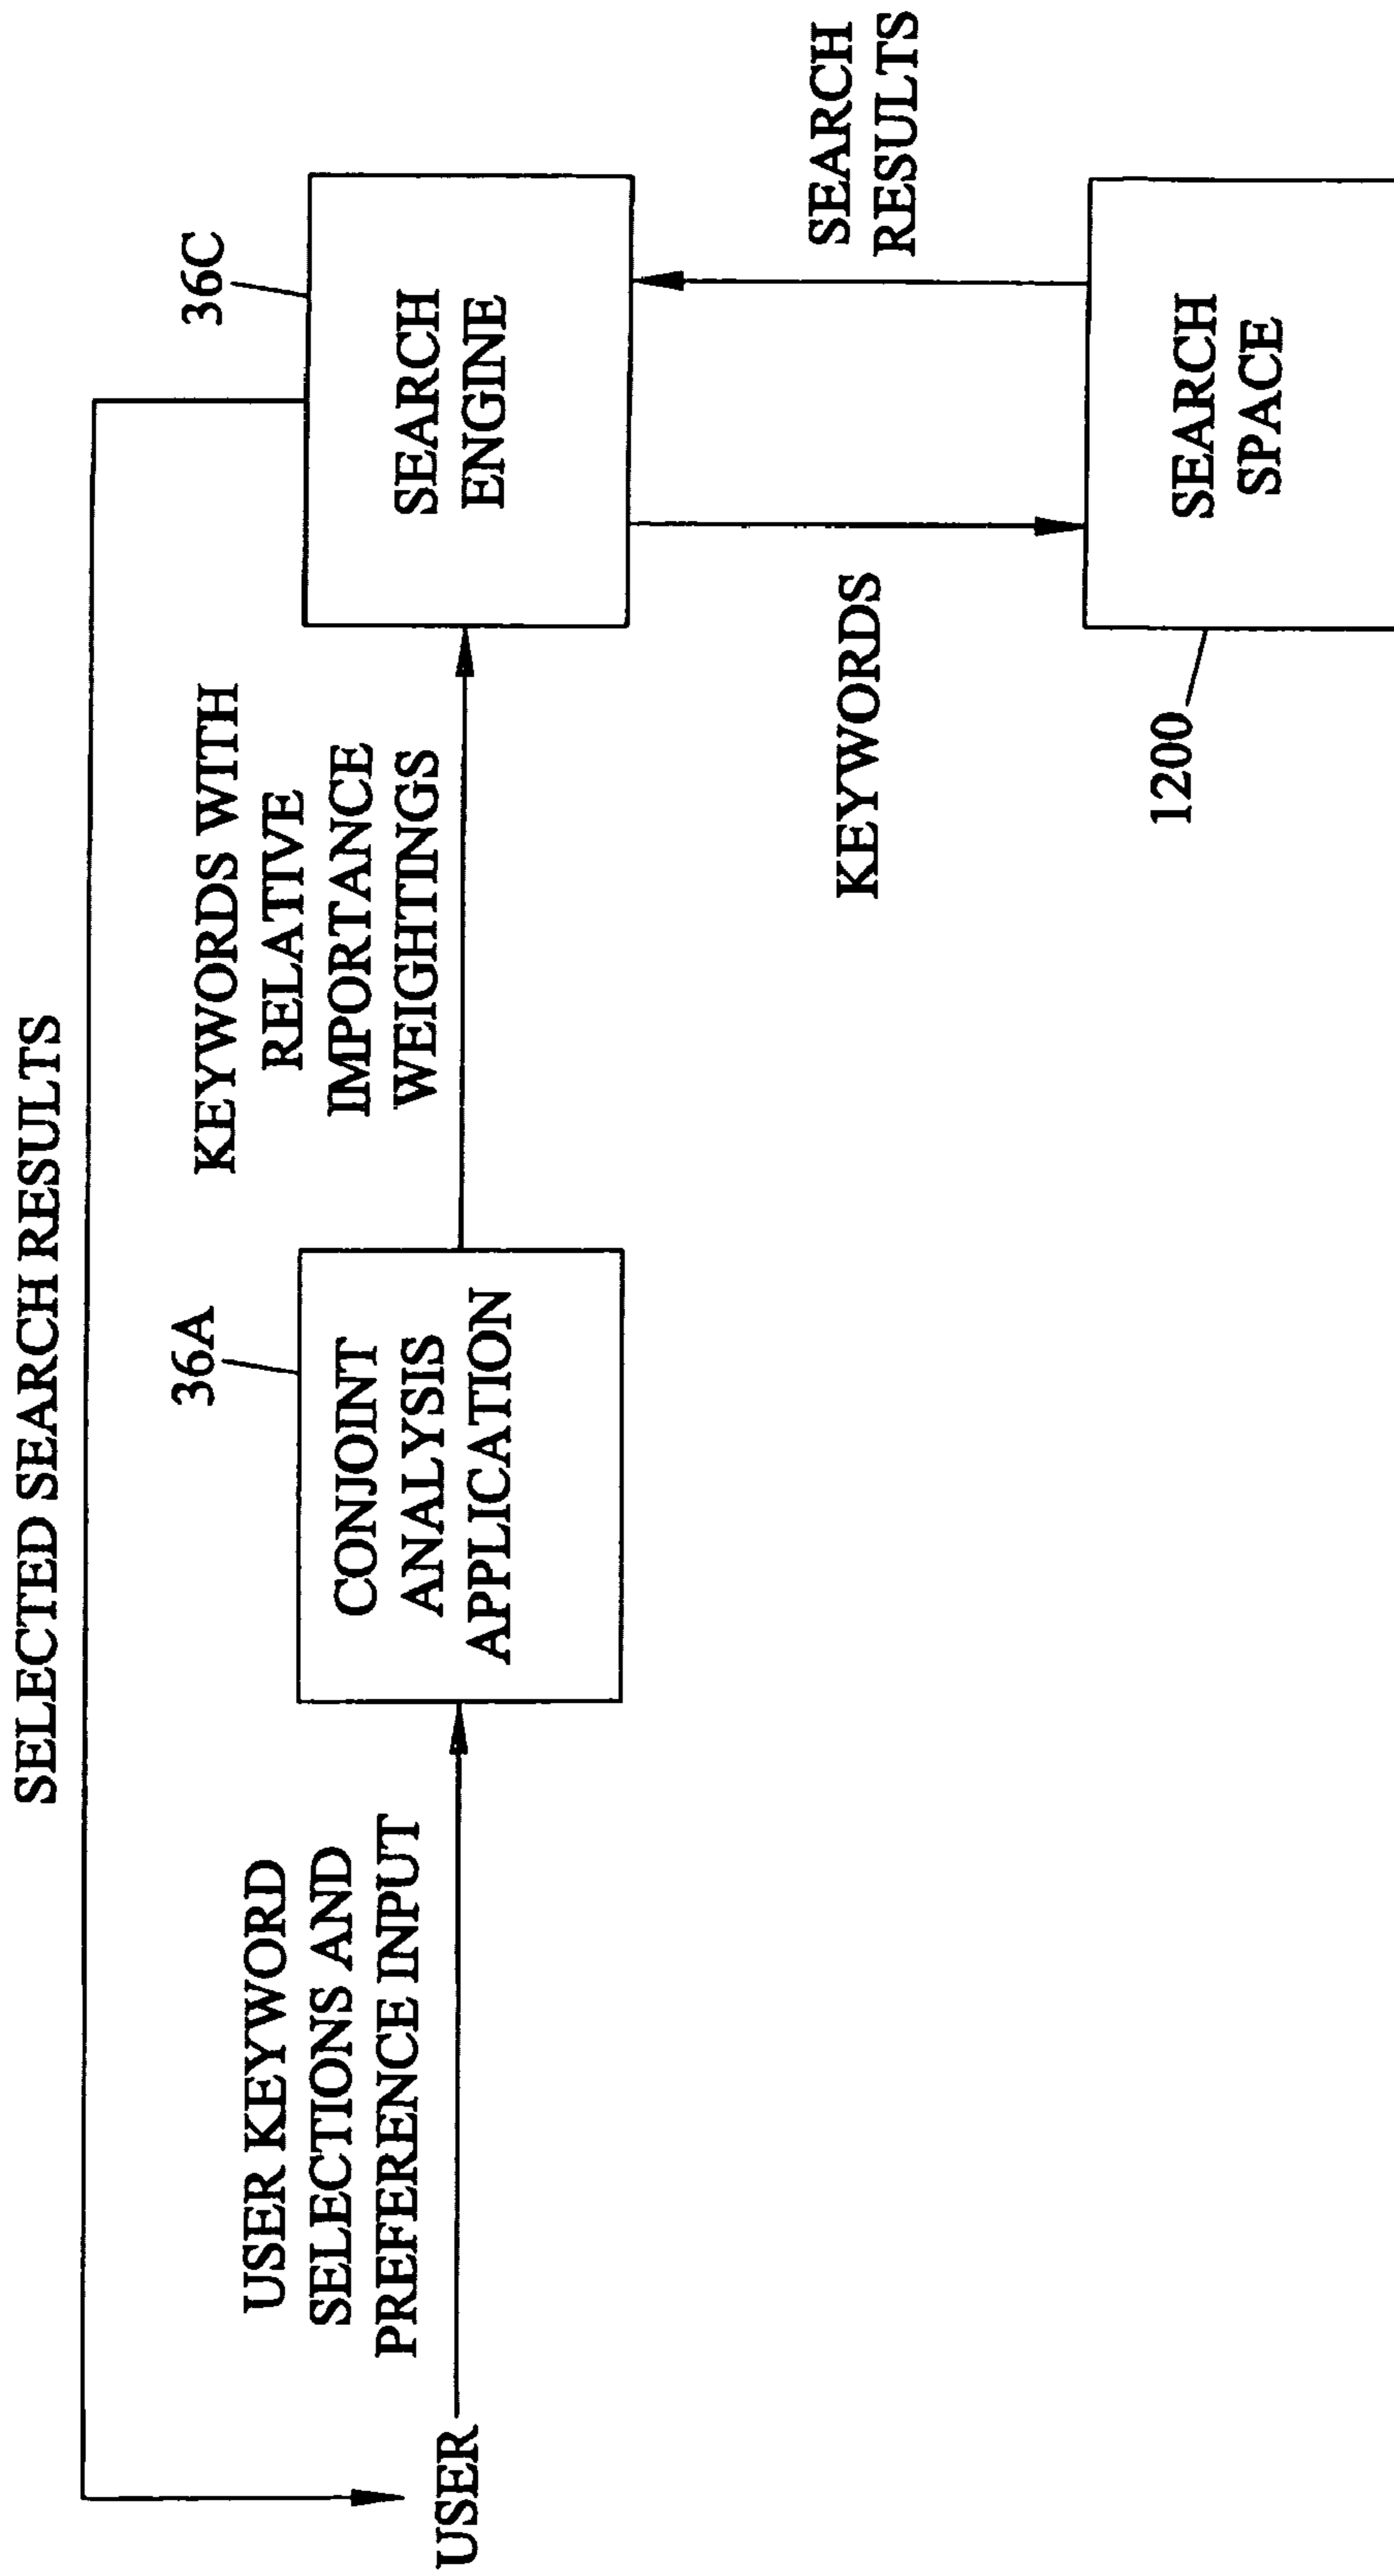 SELECTED SEARCH RESULTS
USER
USER KEYWORD
SELECTIONS AND
PREFERENCE INPUT
36A
CONJOINT
ANALYSIS
APPLICATION
KEYWORDS WITH
RELATIVE
IMPORTANCE
WEIGHTINGS
36C
SEARCH
ENGINE
KEYWORDS
SEARCH
RESULTS
1200
SEARCH
SPACE